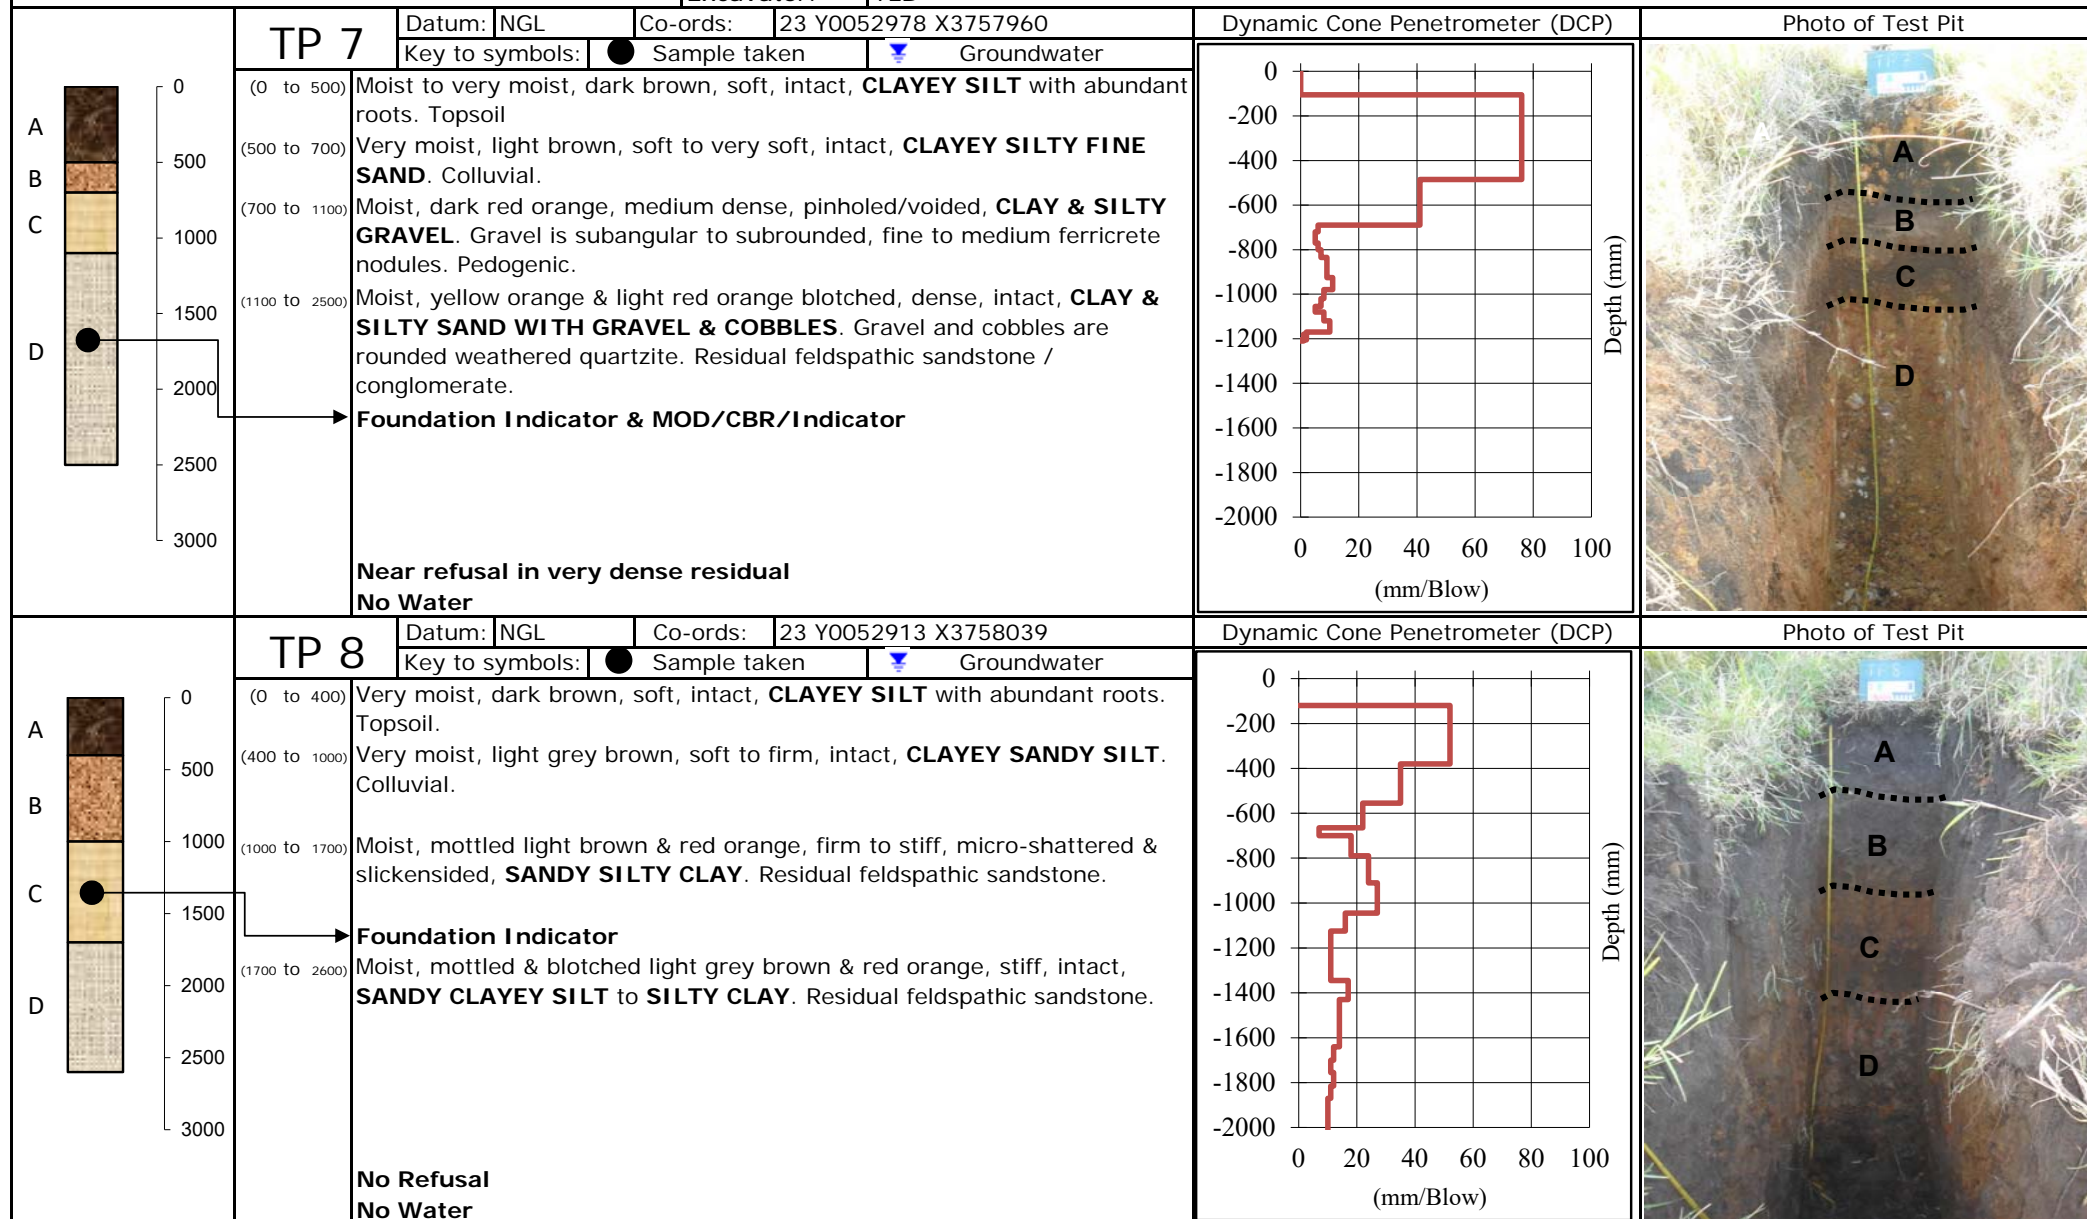 TP 7
Datum: NGL Co-ords: 23 Y0052978 X3757960
Key to symbols: Sample taken Groundwater
Dynamic Cone Penetrometer (DCP)
Photo of Test Pit
A
B
C
D
0
500
1000
1500
2000
2500
3000
(0 to 500) Moist to very moist, dark brown, soft, intact, CLAYEY SILT with abundant
roots. Topsoil
(500 to 700) Very moist, light brown, soft to very soft, intact, CLAYEY SILTY FINE
SAND. Colluvial.
(700 to 1100) Moist, dark red orange, medium dense, pinholed/voided, CLAY & SILTY
GRAVEL. Gravel is subangular to subrounded, fine to medium ferricrete
nodules. Pedogenic.
(1100 to 2500) Moist, yellow orange & light red orange blotched, dense, intact, CLAY &
SILTY SAND WITH GRAVEL & COBBLES. Gravel and cobbles are
rounded weathered quartzite. Residual feldspathic sandstone /
conglomerate.
Foundation Indicator & MOD/CBR/Indicator
Near refusal in very dense residual
No Water
0
-200
-400
-600
-800
-1000
-1200
-1400
-1600
-1800
-2000
0 20 40 60 80 100
(mm/Blow)
Depth (mm)
A
B
C
D
TP 8
Datum: NGL Co-ords: 23 Y0052913 X3758039
Key to symbols: Sample taken Groundwater
Dynamic Cone Penetrometer (DCP)
Photo of Test Pit
A
B
C
D
0
500
1000
1500
2000
2500
3000
(0 to 400) Very moist, dark brown, soft, intact, CLAYEY SILT with abundant roots.
Topsoil.
(400 to 1000) Very moist, light grey brown, soft to firm, intact, CLAYEY SANDY SILT.
Colluvial.
(1000 to 1700) Moist, mottled light brown & red orange, firm to stiff, micro-shattered &
slickensided, SANDY SILTY CLAY. Residual feldspathic sandstone.
Foundation Indicator
(1700 to 2600) Moist, mottled & blotched light grey brown & red orange, stiff, intact,
SANDY CLAYEY SILT to SILTY CLAY. Residual feldspathic sandstone.
No Refusal
No Water
0
-200
-400
-600
-800
-1000
-1200
-1400
-1600
-1800
-2000
0 20 40 60 80 100
(mm/Blow)
Depth (mm)
A
B
C
D